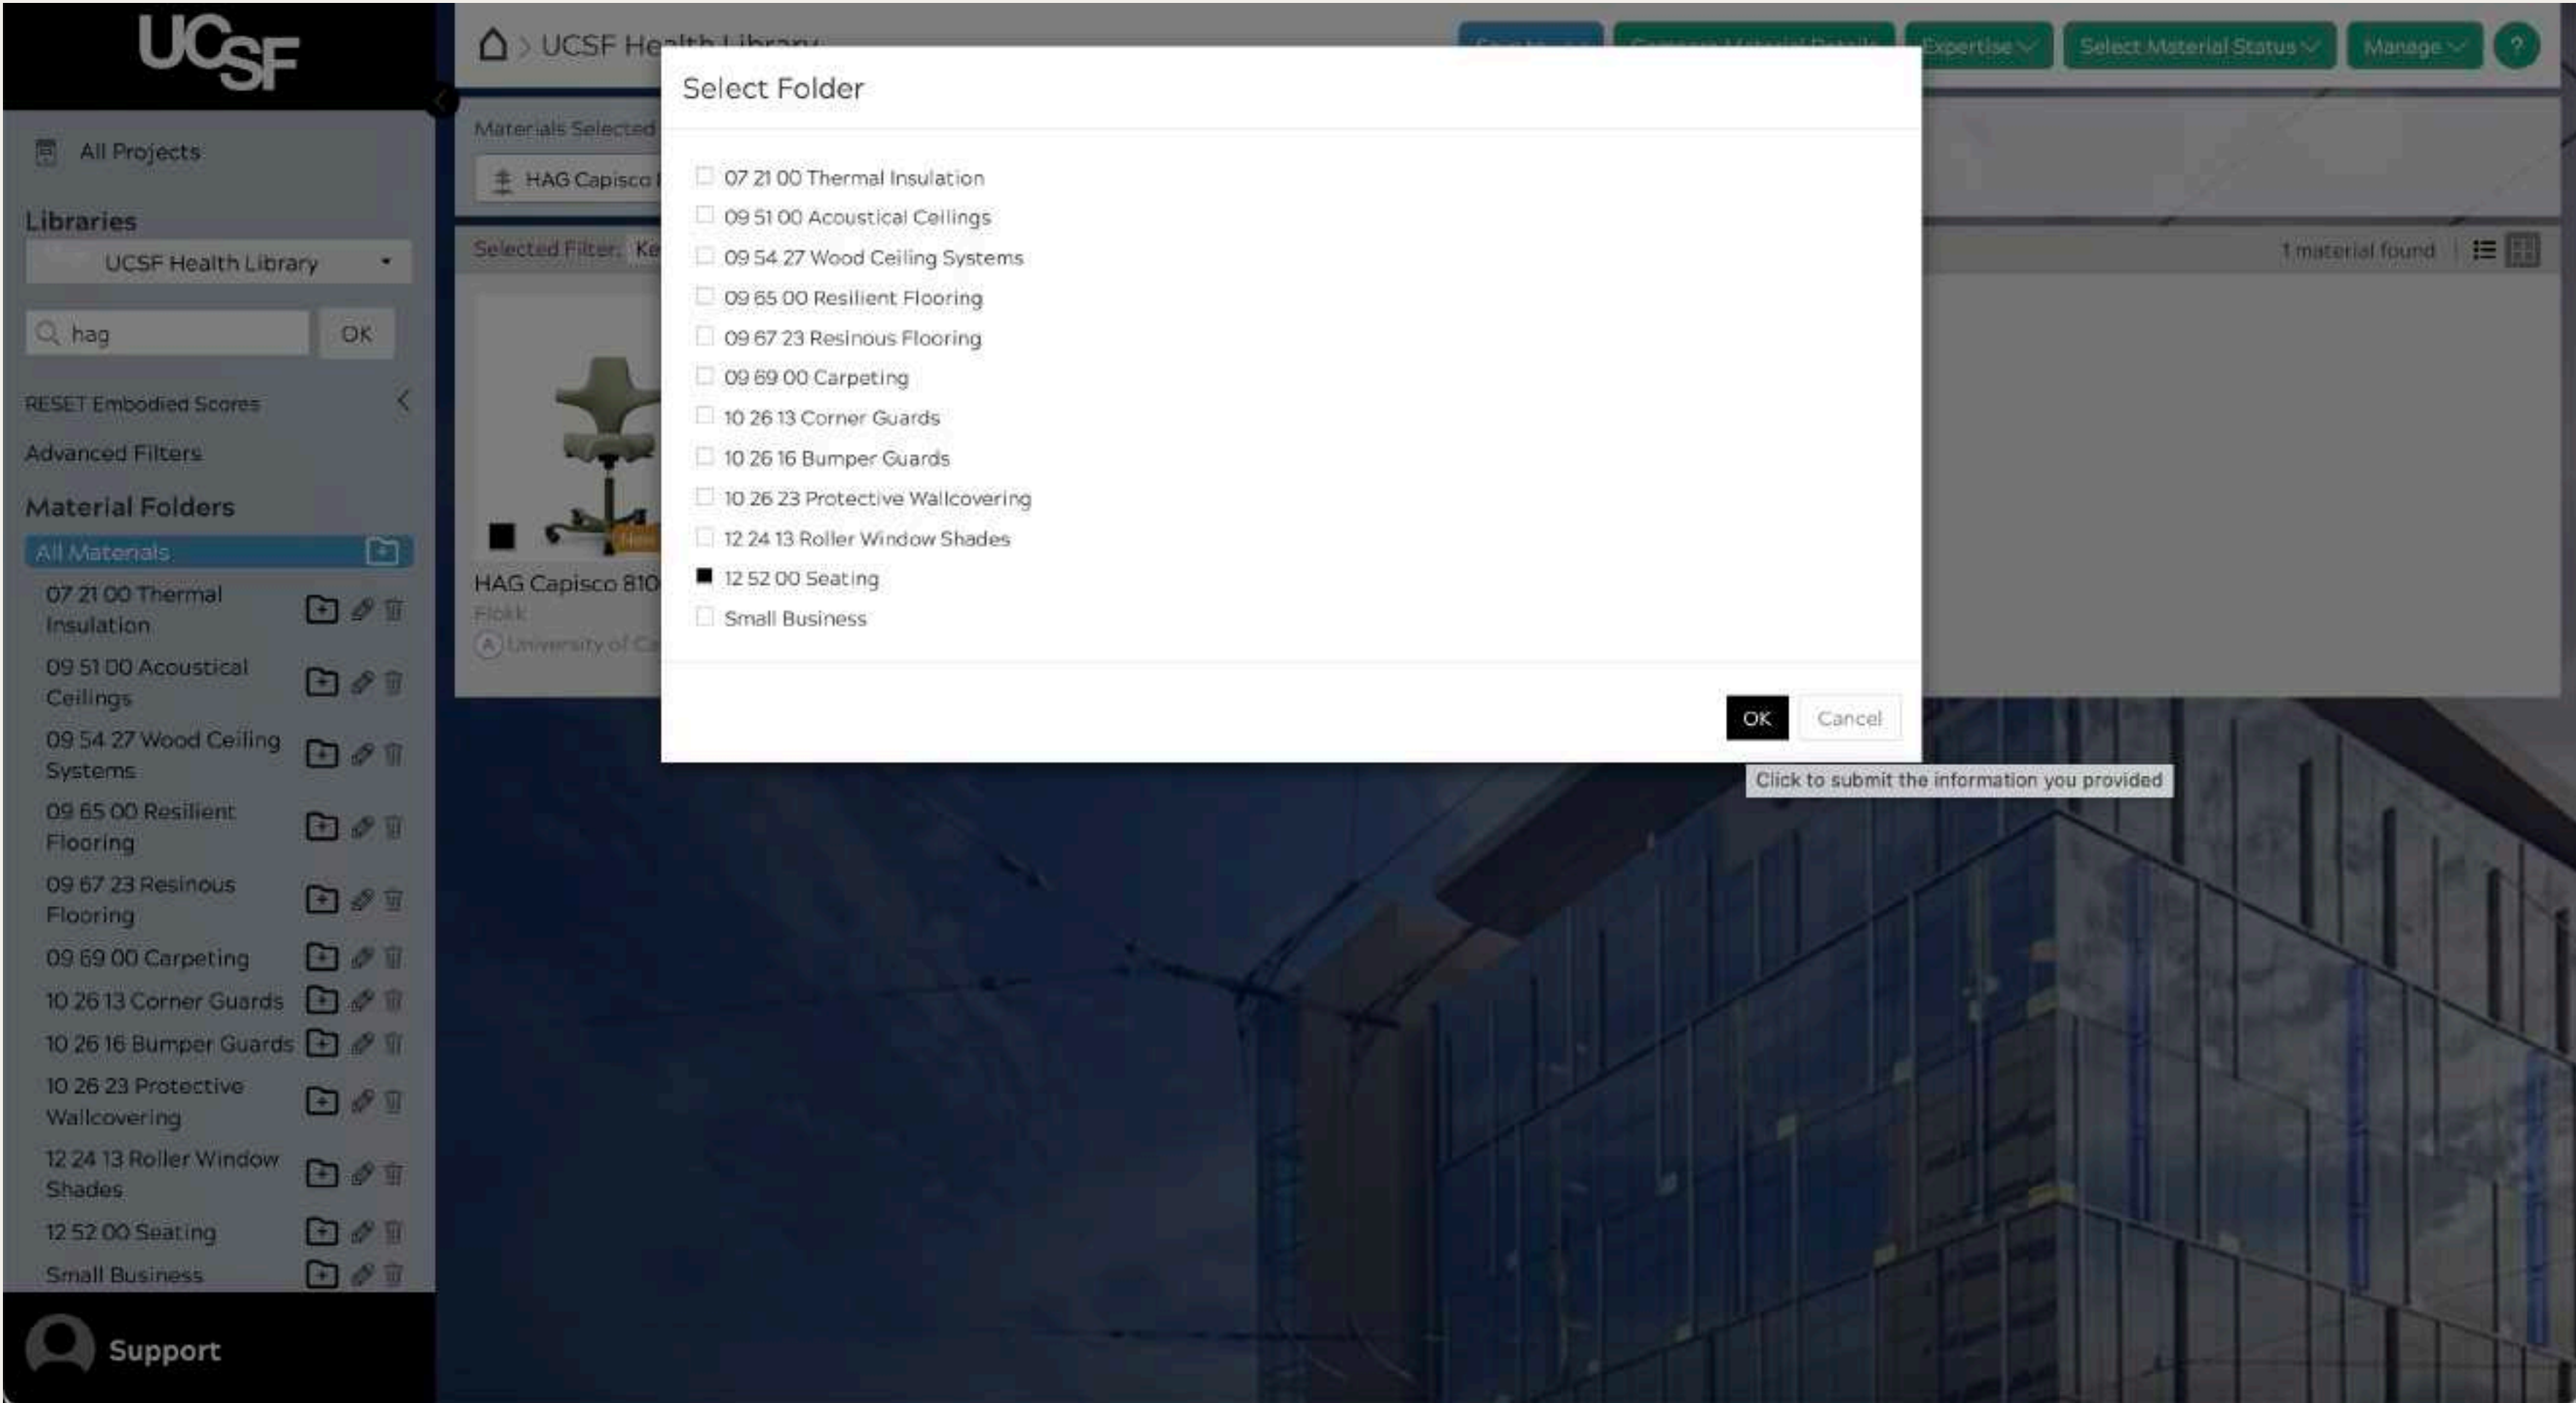 UCSF
All Projects
Libraries
UCSF Health Library
hag
OK
RESET Embodied Scores
Advanced Filters
Material Folders
All Materials
07 21 00 Thermal
Insulation
09 51 00 Acoustical
Ceilings
09 54 27 Wood Ceiling
Systems
09 65 00 Resilient
Flooring
09 67 23 Resinous
Flooring
09 69 00 Carpeting
10 26 13 Corner Guards
10 26 16 Bumper Guards
10 26 23 Protective
Wallcovering
12 24 13 Roller Window
Shades
12 52 00 Seating
Small Business
Support
> UCSF Health Library
Expertise
Select Material Status
Manage
?
Materials Selected
HAG Capisco
Selected Filter: Ke
1 material found
New
HAG Capisco 810
Flokk
A University of Ca
Select Folder
07 21 00 Thermal Insulation
09 51 00 Acoustical Ceilings
09 54 27 Wood Ceiling Systems
09 65 00 Resilient Flooring
09 67 23 Resinous Flooring
09 69 00 Carpeting
10 26 13 Corner Guards
10 26 16 Bumper Guards
10 26 23 Protective Wallcovering
12 24 13 Roller Window Shades
12 52 00 Seating
Small Business
OK
Cancel
Click to submit the information you provided